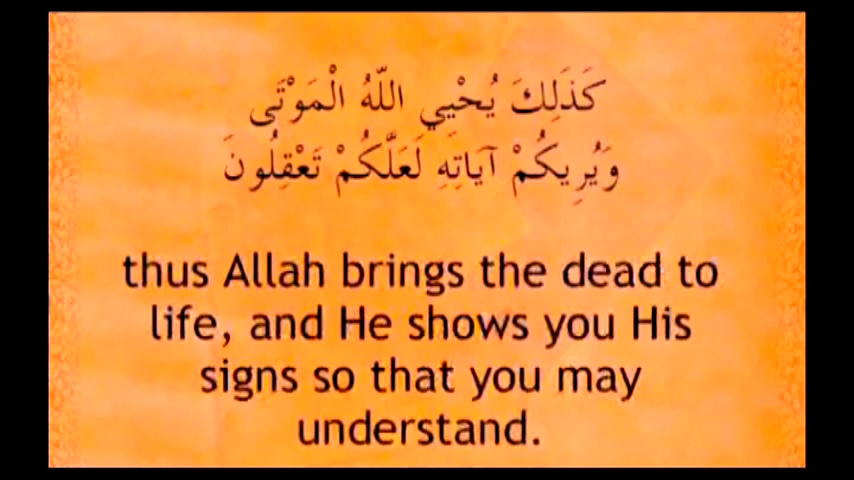 كَذَلِكَ يُحْيِي اللّهُ الْمَوْتَى
وَيُرِيكُمْ آيَاتِهِ لَعَلَّكُمْ تَعْقِلُونَ
thus Allah brings the dead to
life, and He shows you His
signs so that you may
understand.